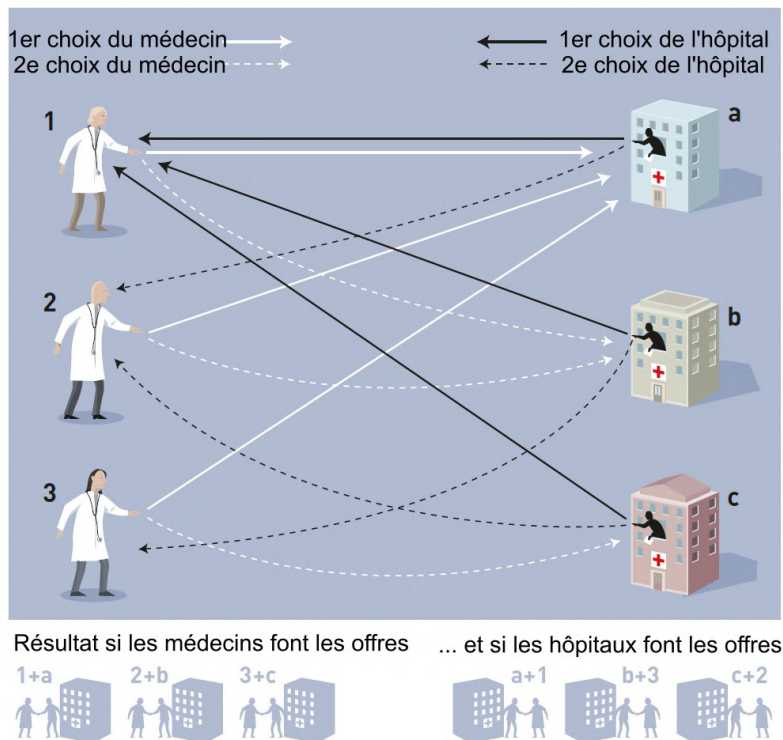 1er choix du médecin
1er choix de l'hôpital
2e choix du médecin
2e choix de l'hôpital
1
a
2
b
3
c
Résultat si les médecins font les offres
... et si les hôpitaux font les offres
1+a 2+b 3+c
a+1 b+3 c+2